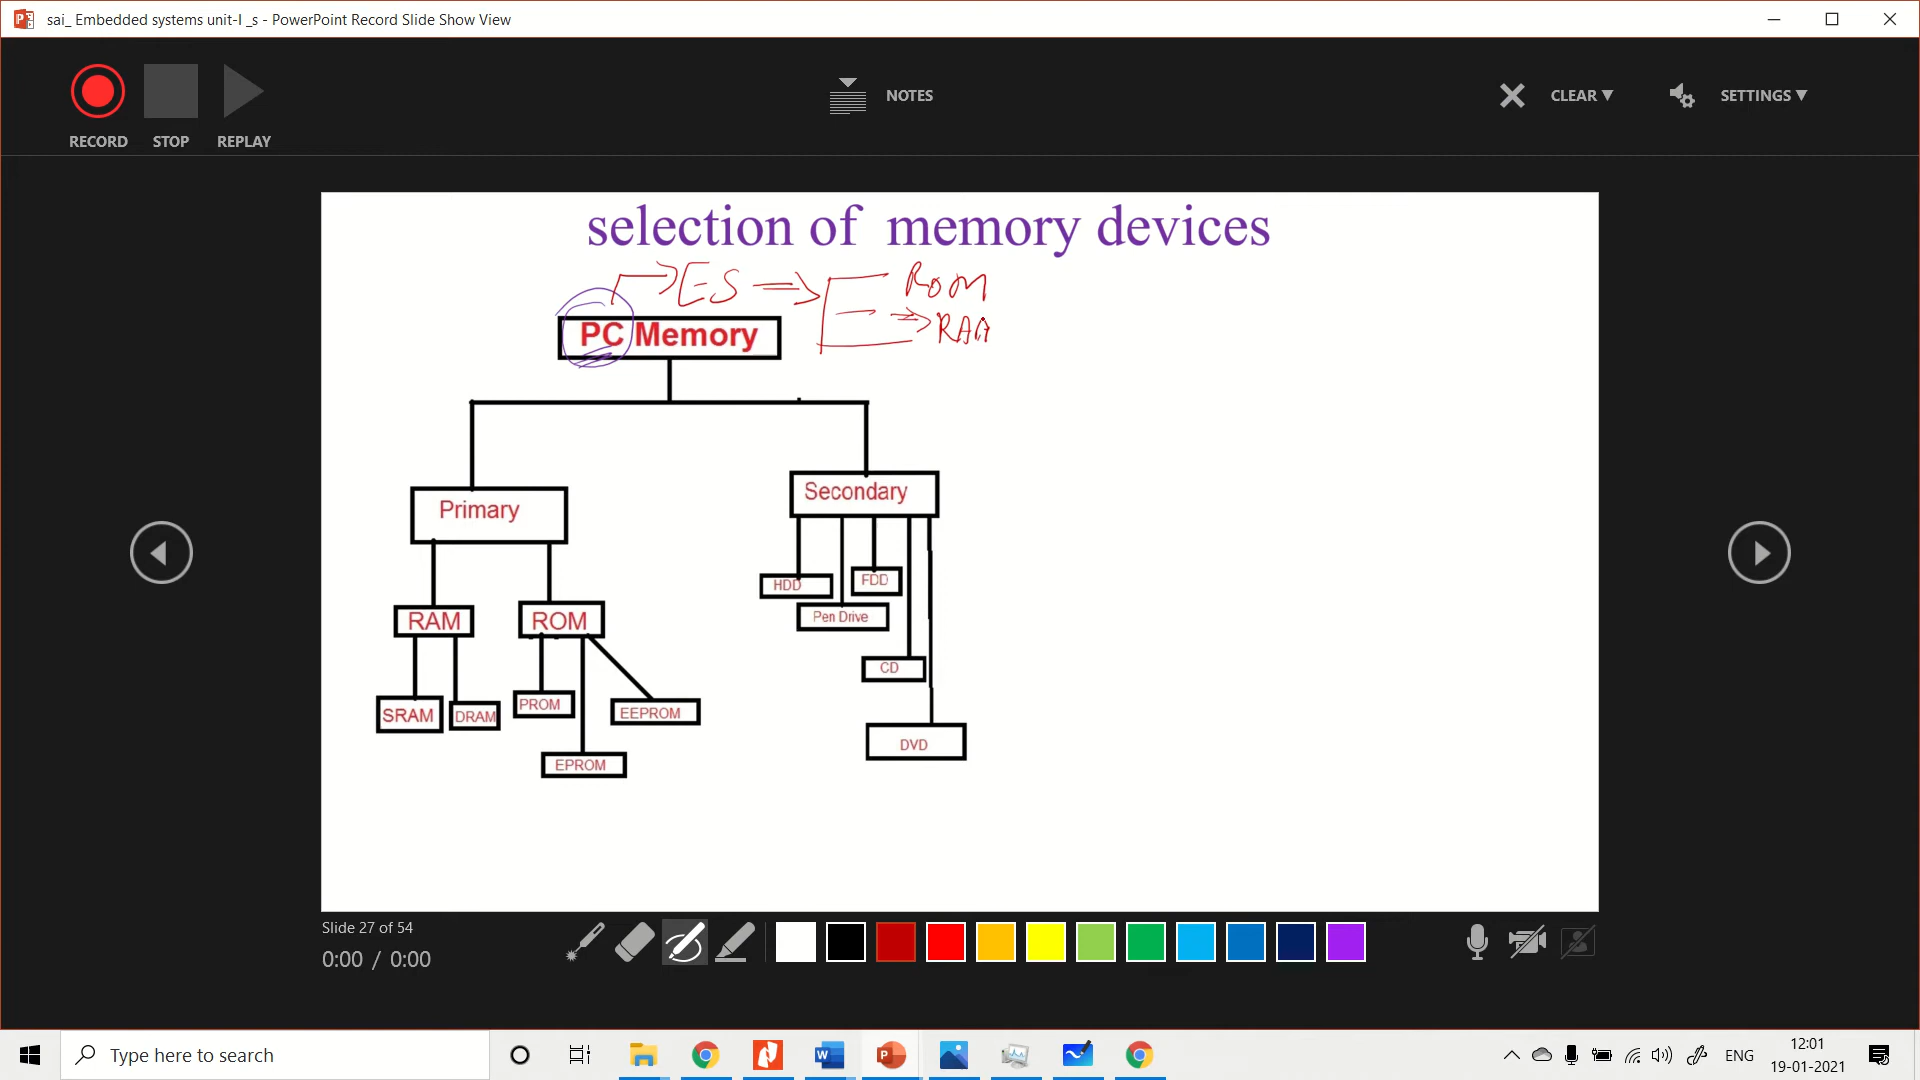 sai_ Embedded systems unit-I _s - PowerPoint Record Slide Show View
RECORD
STOP
REPLAY
NOTES
CLEAR
SETTINGS
selection of memory devices
ES
ROM
RAM
PC Memory
Primary
Secondary
HDD
FDD
Pen Drive
RAM
ROM
CD
SRAM
DRAM
PROM
EEPROM
DVD
EPROM
Slide 27 of 54
0:00 / 0:00
Type here to search
ENG
12:01
19-01-2021